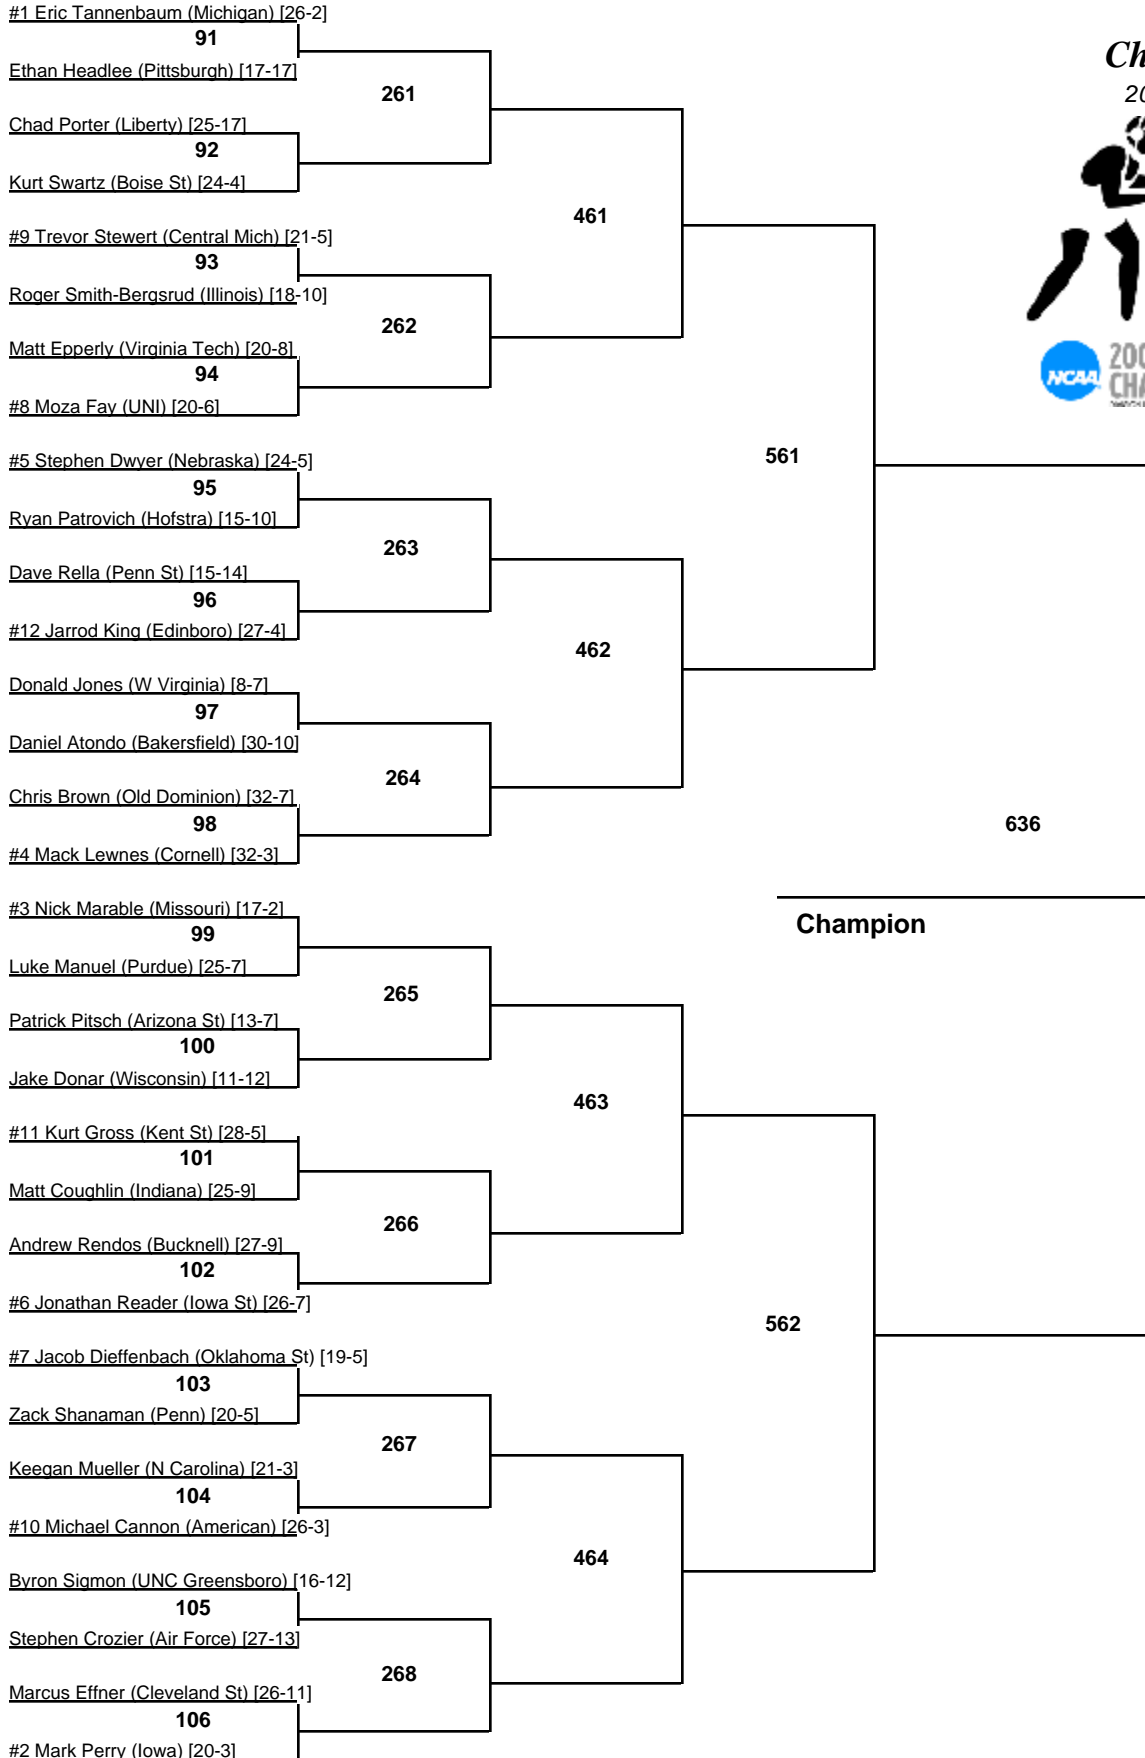 #1 Eric Tannenbaum (Michigan) [26-2]
91
Ethan Headlee (Pittsburgh) [17-17]
261
Chad Porter (Liberty) [25-17]
92
Kurt Swartz (Boise St) [24-4]
461
#9 Trevor Stewert (Central Mich) [21-5]
93
Roger Smith-Bergsrud (Illinois) [18-10]
262
Matt Epperly (Virginia Tech) [20-8]
94
#8 Moza Fay (UNI) [20-6]
561
#5 Stephen Dwyer (Nebraska) [24-5]
95
Ryan Patrovich (Hofstra) [15-10]
263
Dave Rella (Penn St) [15-14]
96
#12 Jarrod King (Edinboro) [27-4]
462
Donald Jones (W Virginia) [8-7]
97
Daniel Atondo (Bakersfield) [30-10]
264
Chris Brown (Old Dominion) [32-7]
98
#4 Mack Lewnes (Cornell) [32-3]
636
Champion
#3 Nick Marable (Missouri) [17-2]
99
Luke Manuel (Purdue) [25-7]
265
Patrick Pitsch (Arizona St) [13-7]
100
Jake Donar (Wisconsin) [11-12]
463
#11 Kurt Gross (Kent St) [28-5]
101
Matt Coughlin (Indiana) [25-9]
266
Andrew Rendos (Bucknell) [27-9]
102
#6 Jonathan Reader (Iowa St) [26-7]
562
#7 Jacob Dieffenbach (Oklahoma St) [19-5]
103
Zack Shanaman (Penn) [20-5]
267
Keegan Mueller (N Carolina) [21-3]
104
#10 Michael Cannon (American) [26-3]
464
Byron Sigmon (UNC Greensboro) [16-12]
105
Stephen Crozier (Air Force) [27-13]
268
Marcus Effner (Cleveland St) [26-11]
106
#2 Mark Perry (Iowa) [20-3]
Ch
20
NCAA
200
CHA